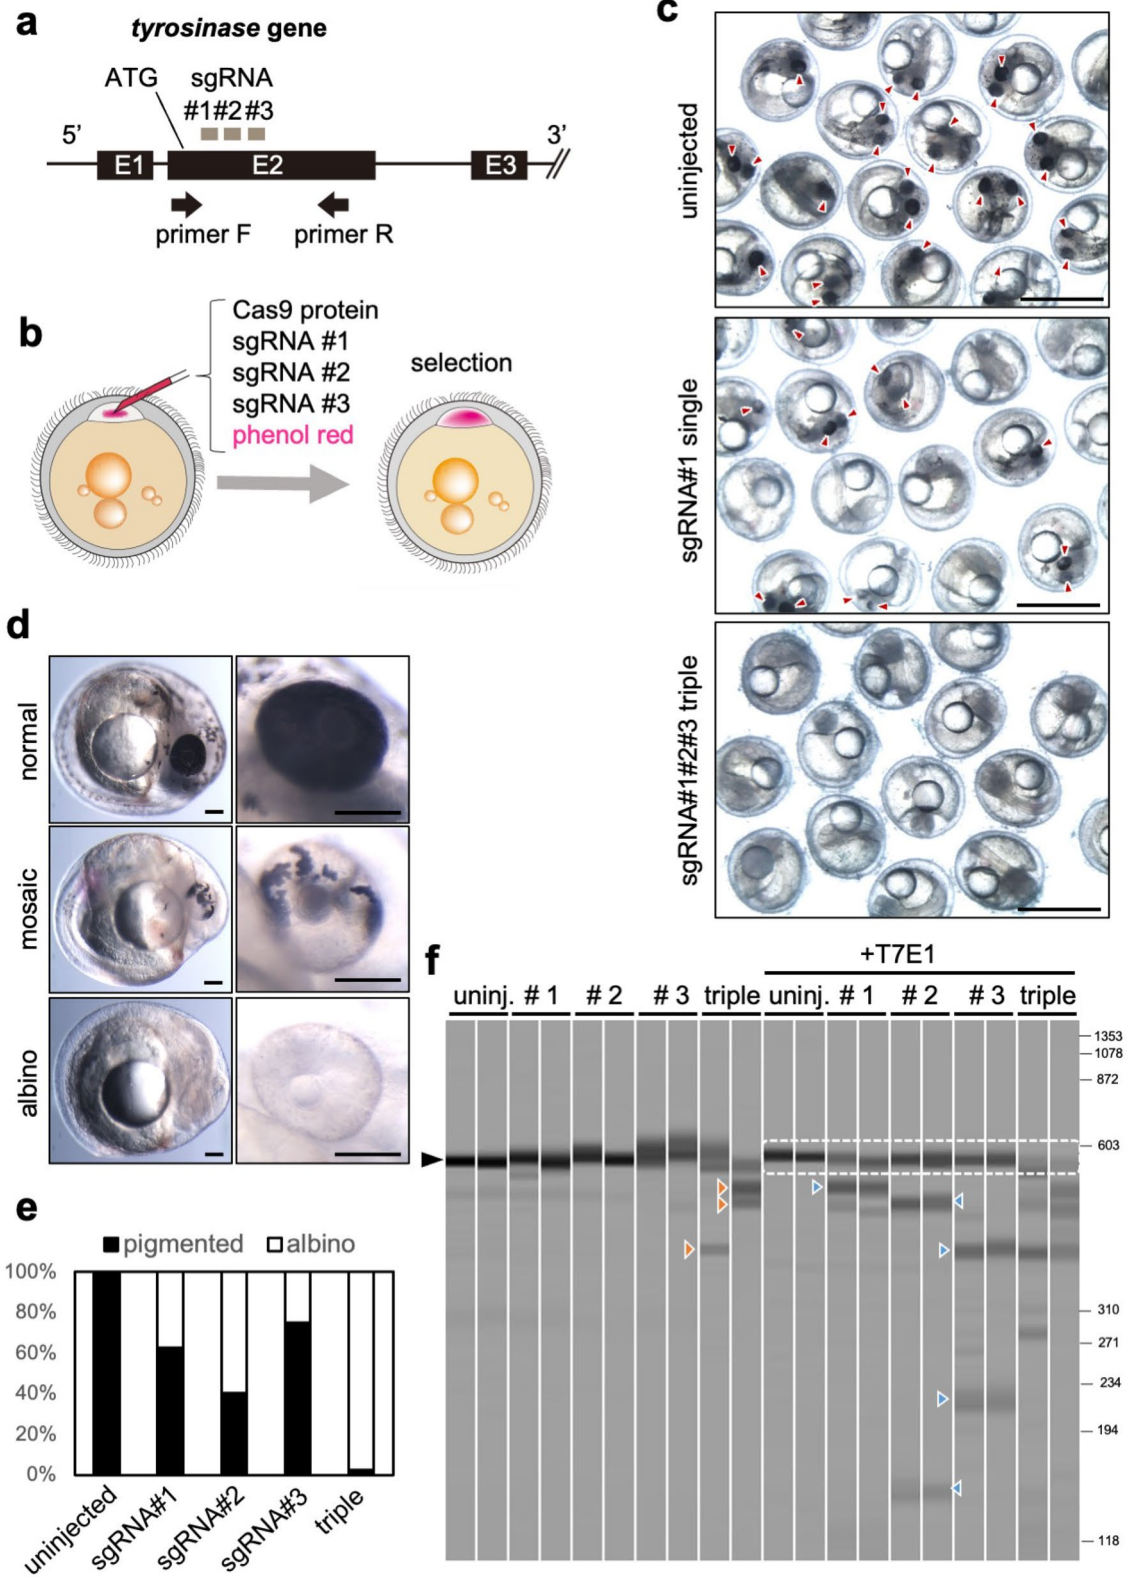 a
tyrosinase gene
ATG
sgRNA
#1#2#3
5’
3’
E1
E2
E3
primer F
primer R
b
Cas9 protein
sgRNA #1
sgRNA #2
sgRNA #3
phenol red
selection
c
uninjected
sgRNA#1 single
sgRNA#1#2#3 triple
d
normal
mosaic
albino
e
pigmented
albino
100%
80%
60%
40%
20%
0%
uninjected
sgRNA#1
sgRNA#2
sgRNA#3
triple
f
+T7E1
uninj. # 1 # 2 # 3 triple uninj. # 1 # 2 # 3 triple
1353
1078
872
603
310
271
234
194
118